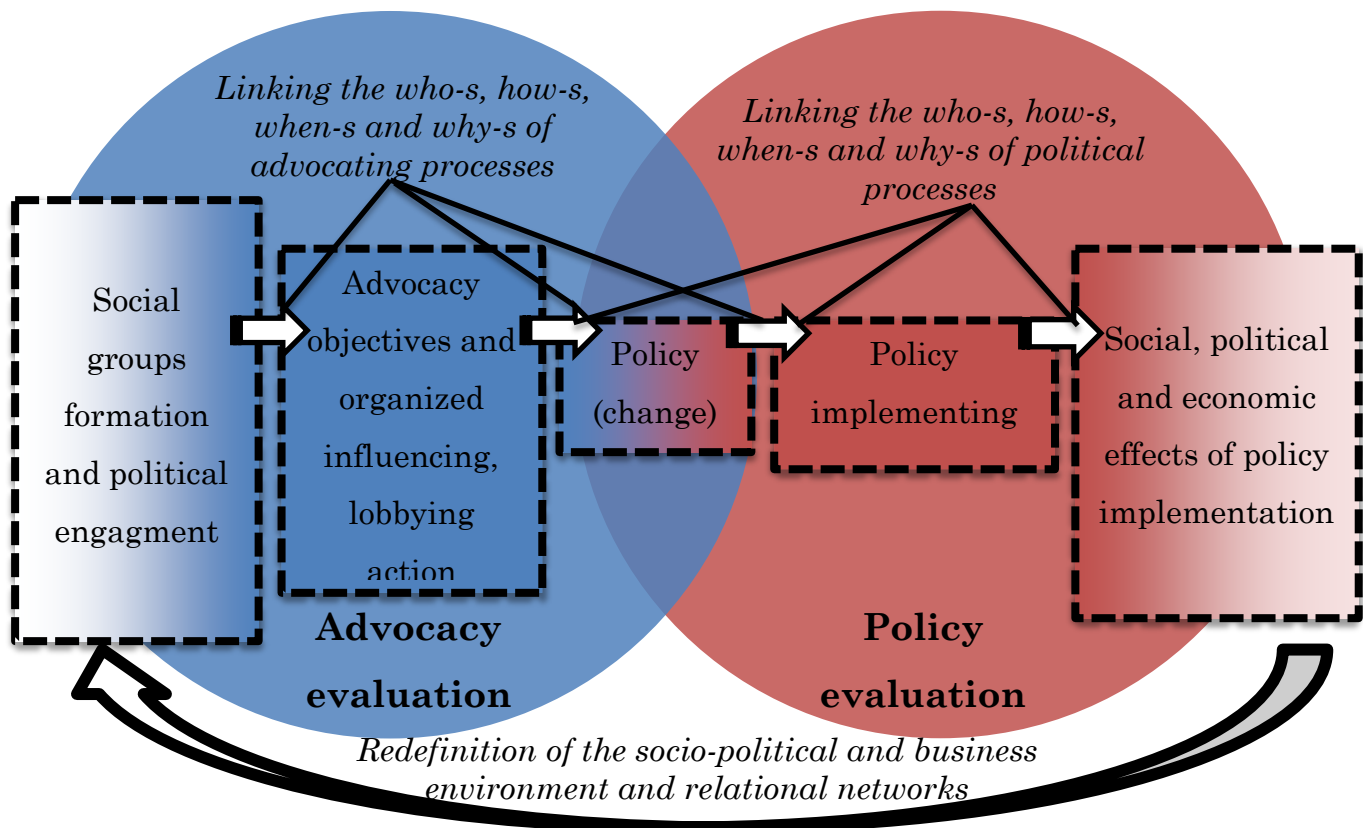 Linking the who-s, how-s,
when-s and why-s of
advocating processes
Linking the who-s, how-s,
when-s and why-s of political
processes
Social
groups
formation
and political
engagment
Advocacy
objectives and
organized
influencing,
lobbying
action
Policy
(change)
Policy
implementing
Social, political
and economic
effects of policy
implementation
Advocacy
evaluation
Policy
evaluation
Redefinition of the socio-political and business
environment and relational networks